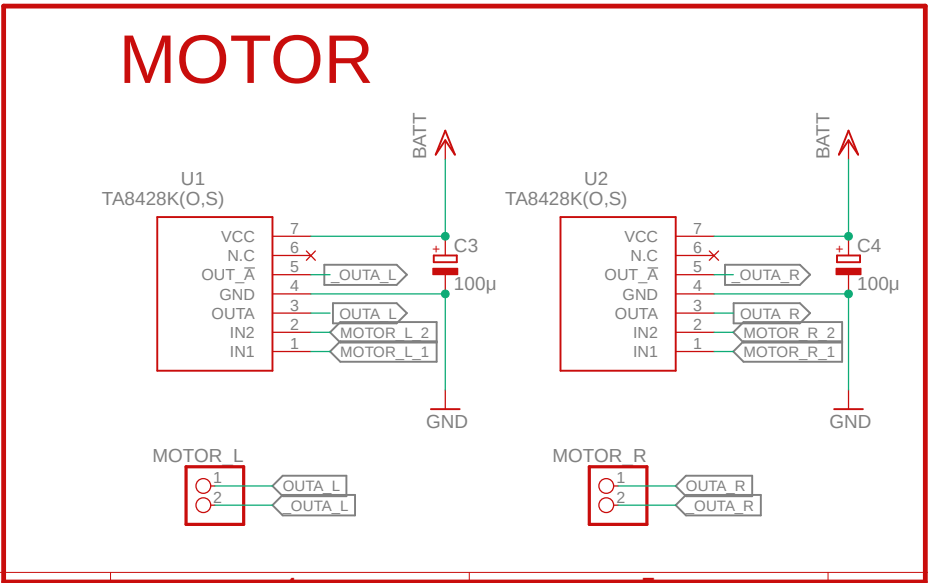 MOTOR
BATT
BATT
U1
TA8428K(O,S)
U2
TA8428K(O,S)
VCC 7
N.C 6
OUT_A̅ 5 _OUTA_L
GND 4
OUTA 3 OUTA_L
IN2 2 MOTOR_L_2
IN1 1 MOTOR_L_1
+ C3
100µ
GND
VCC 7
N.C 6
OUT_A̅ 5 _OUTA_R
GND 4
OUTA 3 OUTA_R
IN2 2 MOTOR_R_2
IN1 1 MOTOR_R_1
+ C4
100µ
GND
MOTOR_L
1 OUTA_L
2 _OUTA_L
MOTOR_R
1 OUTA_R
2 _OUTA_R